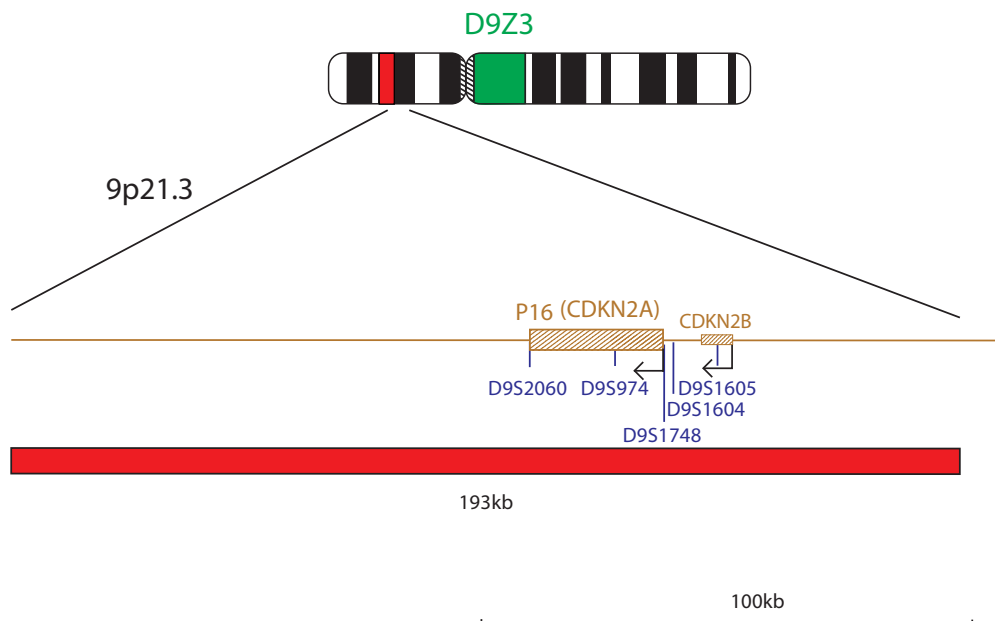 D9Z3
9p21.3
P16 (CDKN2A)
CDKN2B
D9S2060
D9S974
D9S1605
D9S1604
D9S1748
193kb
100kb